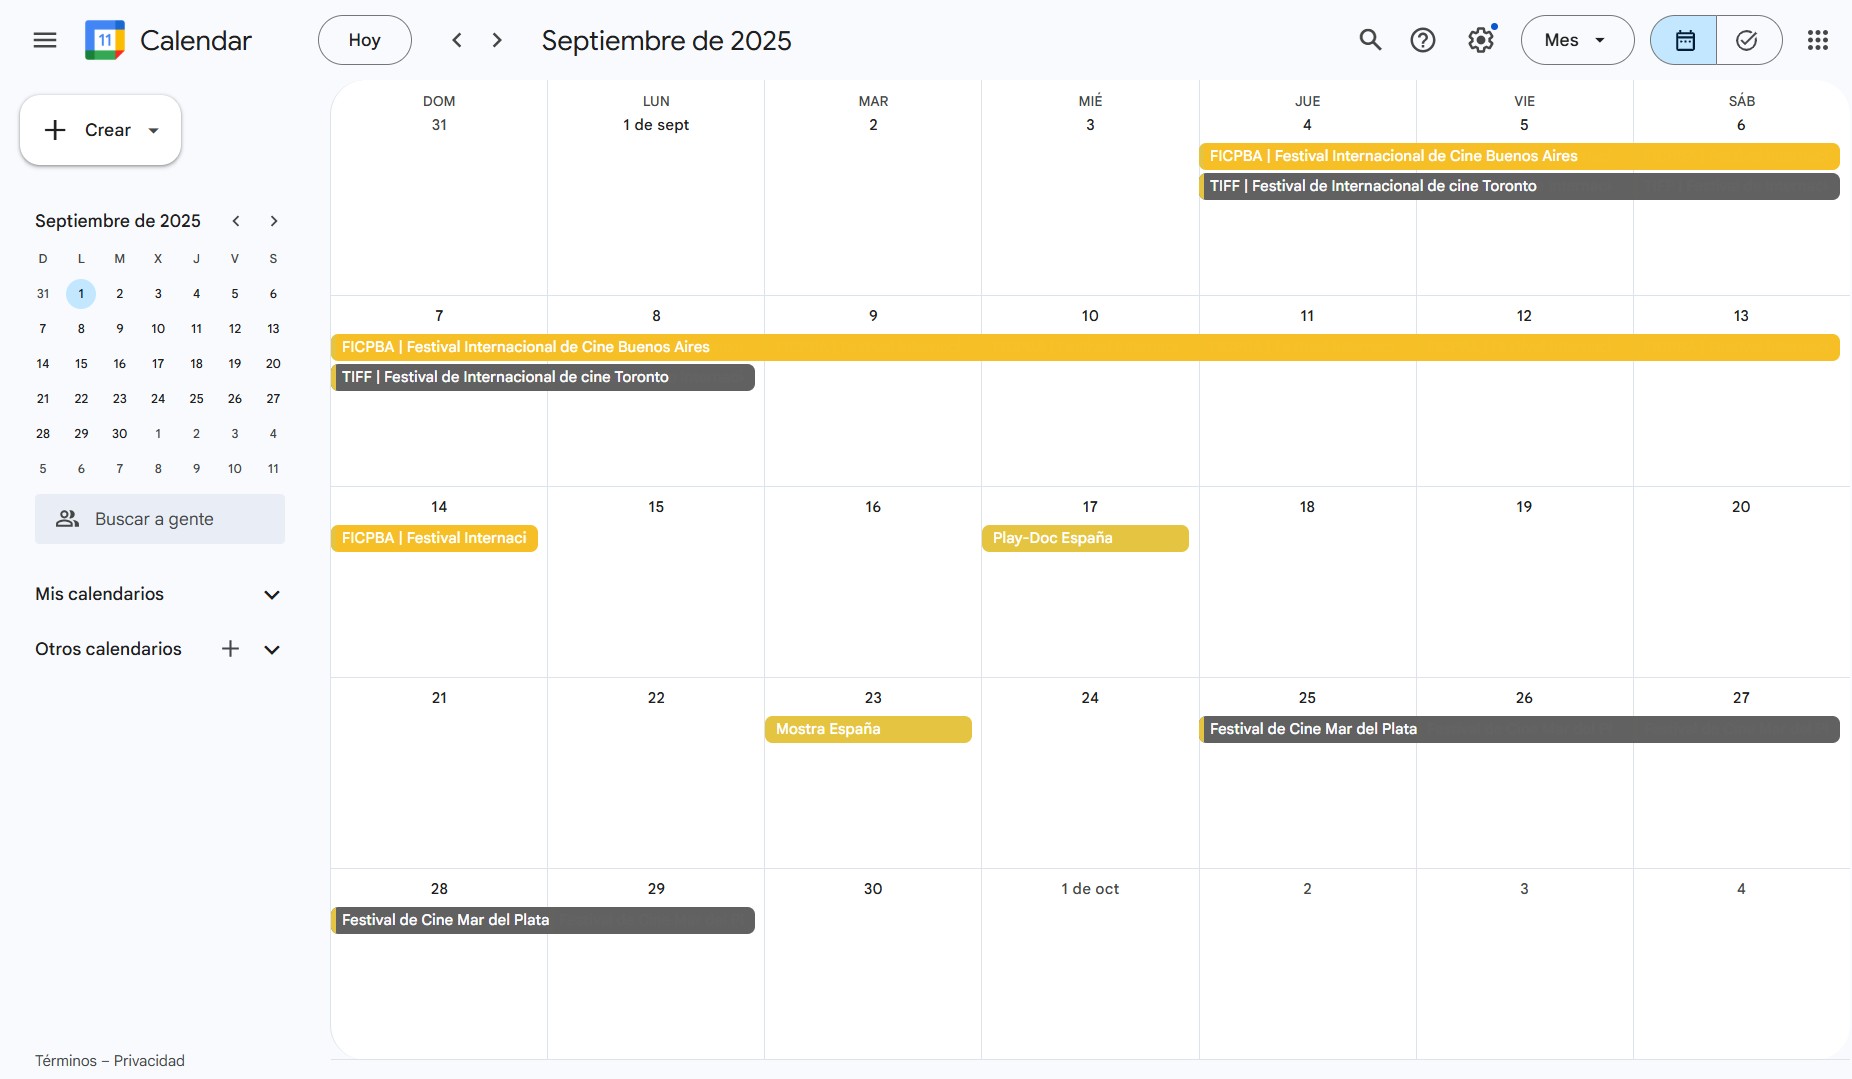 11 Calendar Hoy Septiembre de 2025 Mes
Crear
Septiembre de 2025
D L M X J V S
31 1 2 3 4 5 6
7 8 9 10 11 12 13
14 15 16 17 18 19 20
21 22 23 24 25 26 27
28 29 30 1 2 3 4
5 6 7 8 9 10 11
Buscar a gente
Mis calendarios
Otros calendarios
Términos – Privacidad
DOM LUN MAR MIÉ JUE VIE SÁB
31 1 de sept 2 3 4 5 6
FICPBA | Festival Internacional de Cine Buenos Aires
TIFF | Festival de Internacional de cine Toronto
7 8 9 10 11 12 13
FICPBA | Festival Internacional de Cine Buenos Aires
TIFF | Festival de Internacional de cine Toronto
14 15 16 17 18 19 20
FICPBA | Festival Internaci Play-Doc España
21 22 23 24 25 26 27
Mostra España Festival de Cine Mar del Plata
28 29 30 1 de oct 2 3 4
Festival de Cine Mar del Plata